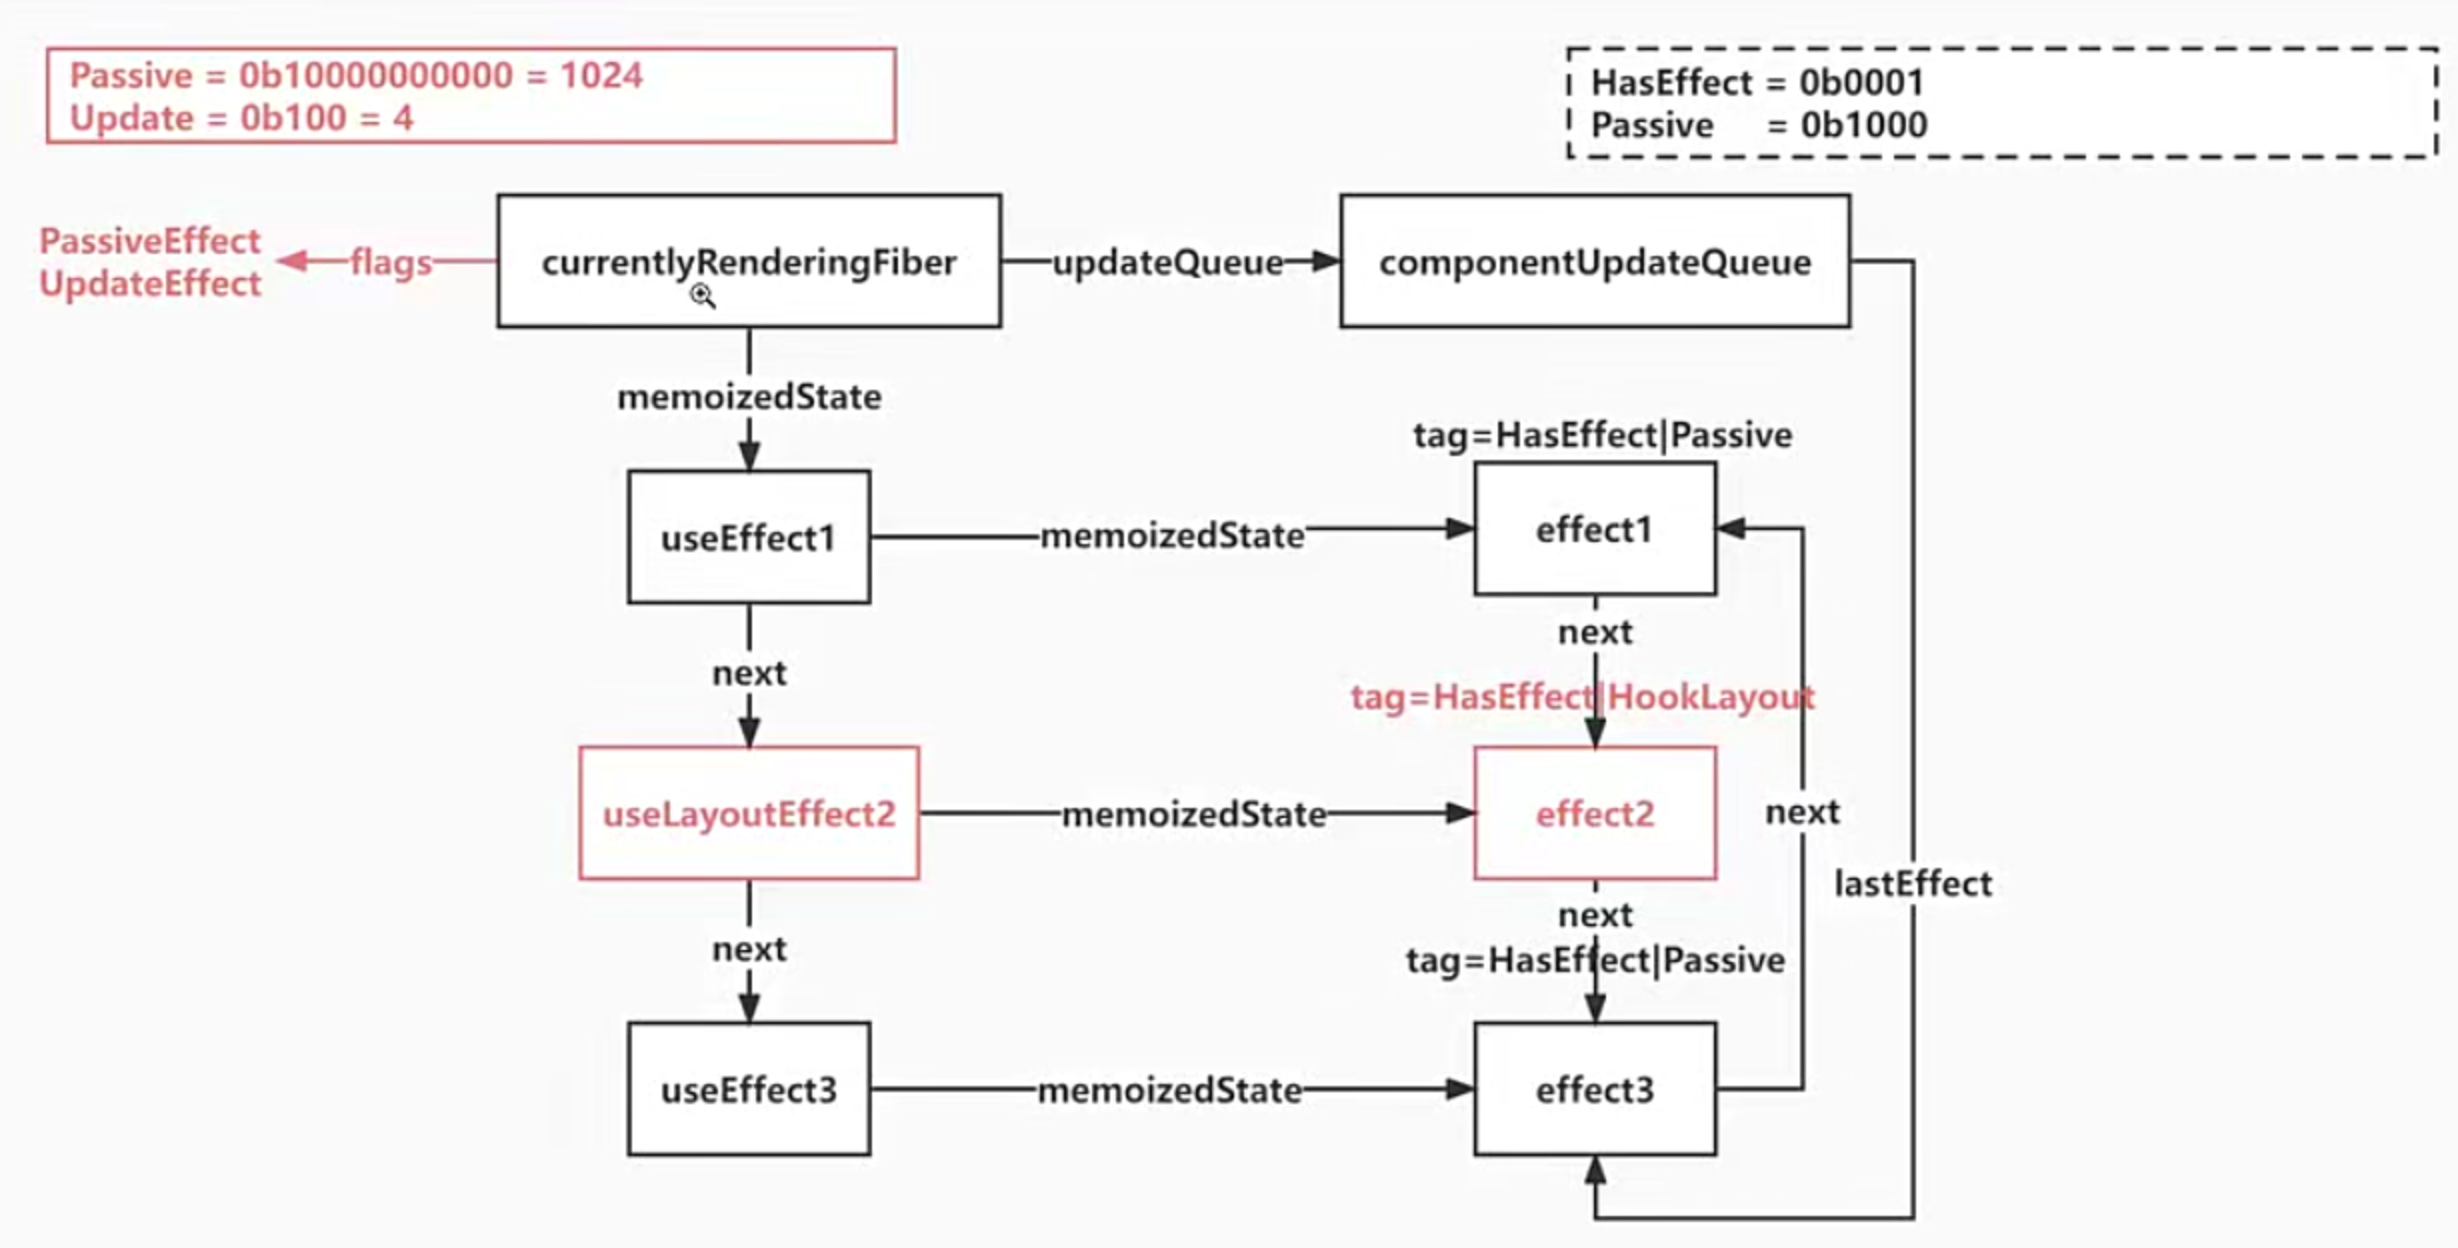 Passive = 0b10000000000 = 1024
Update = 0b100 = 4
HasEffect = 0b0001
Passive = 0b1000
PassiveEffect
UpdateEffect
flags
currentlyRenderingFiber
updateQueue
componentUpdateQueue
memoizedState
tag=HasEffect|Passive
useEffect1
memoizedState
effect1
next
next
tag=HasEffect|HookLayout
useLayoutEffect2
memoizedState
effect2
next
lastEffect
next
next
tag=HasEffect|Passive
useEffect3
memoizedState
effect3